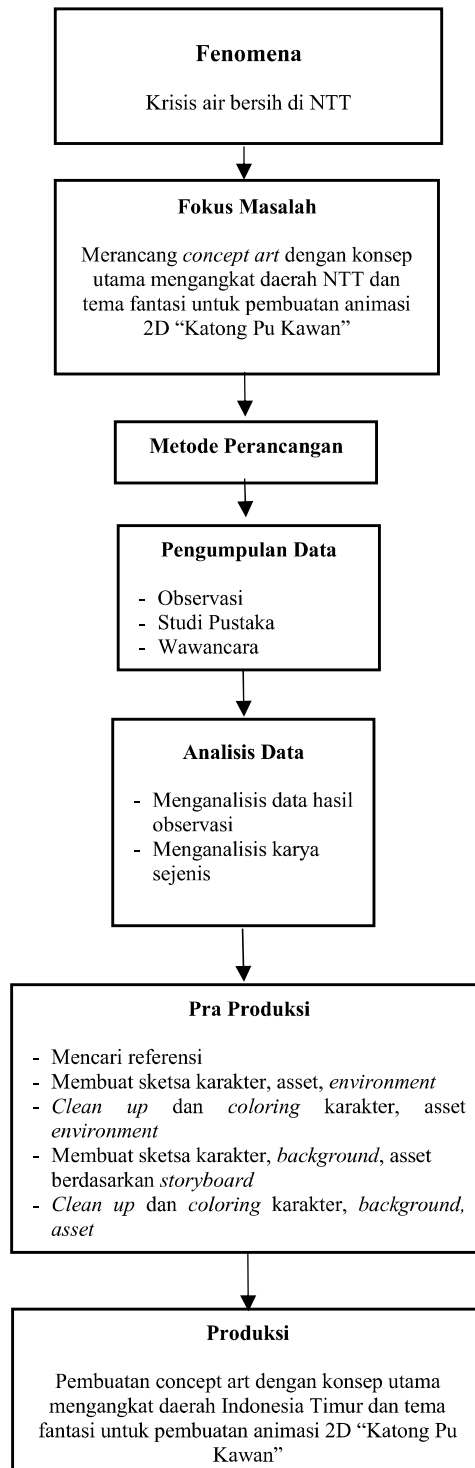 Fenomena
Krisis air bersih di NTT
Fokus Masalah
Merancang concept art dengan konsep
utama mengangkat daerah NTT dan
tema fantasi untuk pembuatan animasi
2D “Katong Pu Kawan”
Metode Perancangan
Pengumpulan Data
- Observasi
- Studi Pustaka
- Wawancara
Analisis Data
- Menganalisis data hasil
observasi
- Menganalisis karya
sejenis
Pra Produksi
- Mencari referensi
- Membuat sketsa karakter, asset, environment
- Clean up dan coloring karakter, asset
environment
- Membuat sketsa karakter, background, asset
berdasarkan storyboard
- Clean up dan coloring karakter, background,
asset
Produksi
Pembuatan concept art dengan konsep utama
mengangkat daerah Indonesia Timur dan tema
fantasi untuk pembuatan animasi 2D “Katong Pu
Kawan”